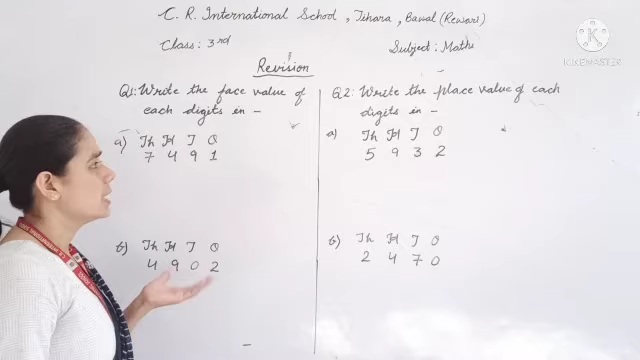 C. R. International School, Jihara, Bawal (Rewari)
Class: 3rd
Subject: Maths
Revision
Q1: Write the face value of
each digits in -
a) Th H T O
7 4 9 1
b) Th H T O
4 9 0 2
Q2: Write the place value of each
digits in -
a) Th H T O
5 9 3 2
b) Th H T O
2 4 7 0
KINEMASTER